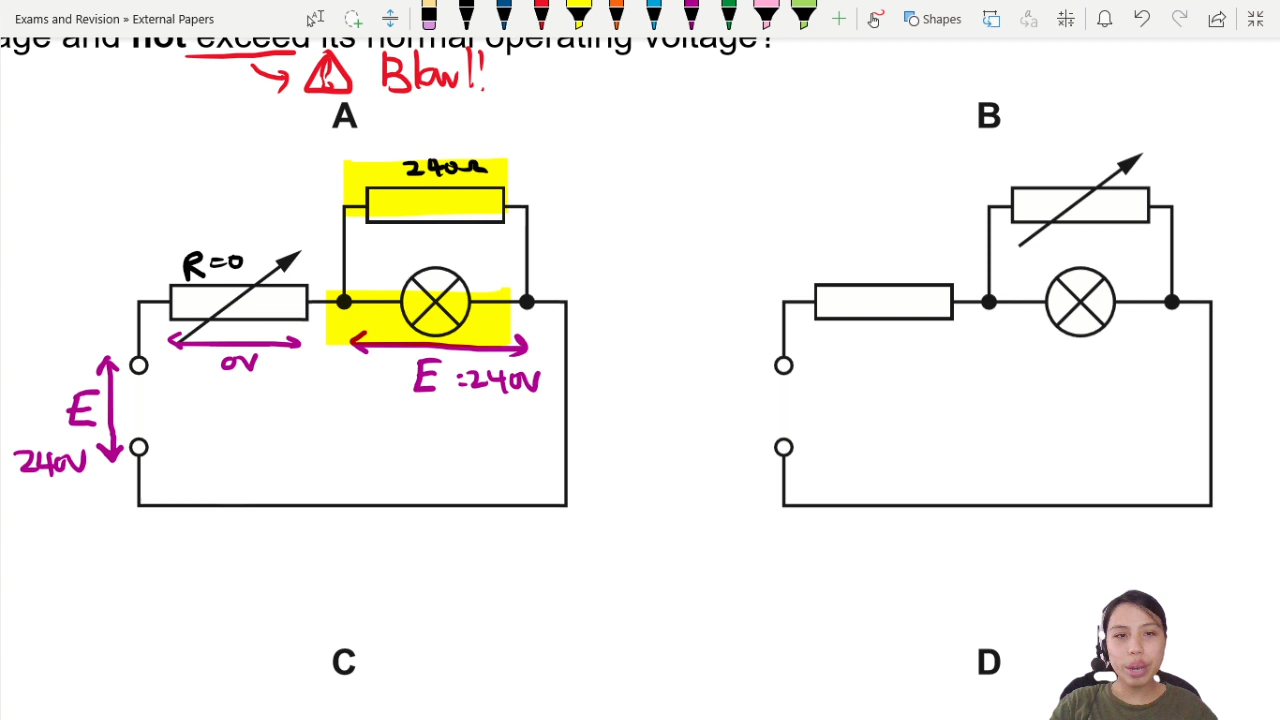 Exams and Revision » External Papers
Shapes
age and not exceed its normal operating voltage?
Blow!!
A
B
240Ω
R=0
0V
E
E =240V
240V
C
D